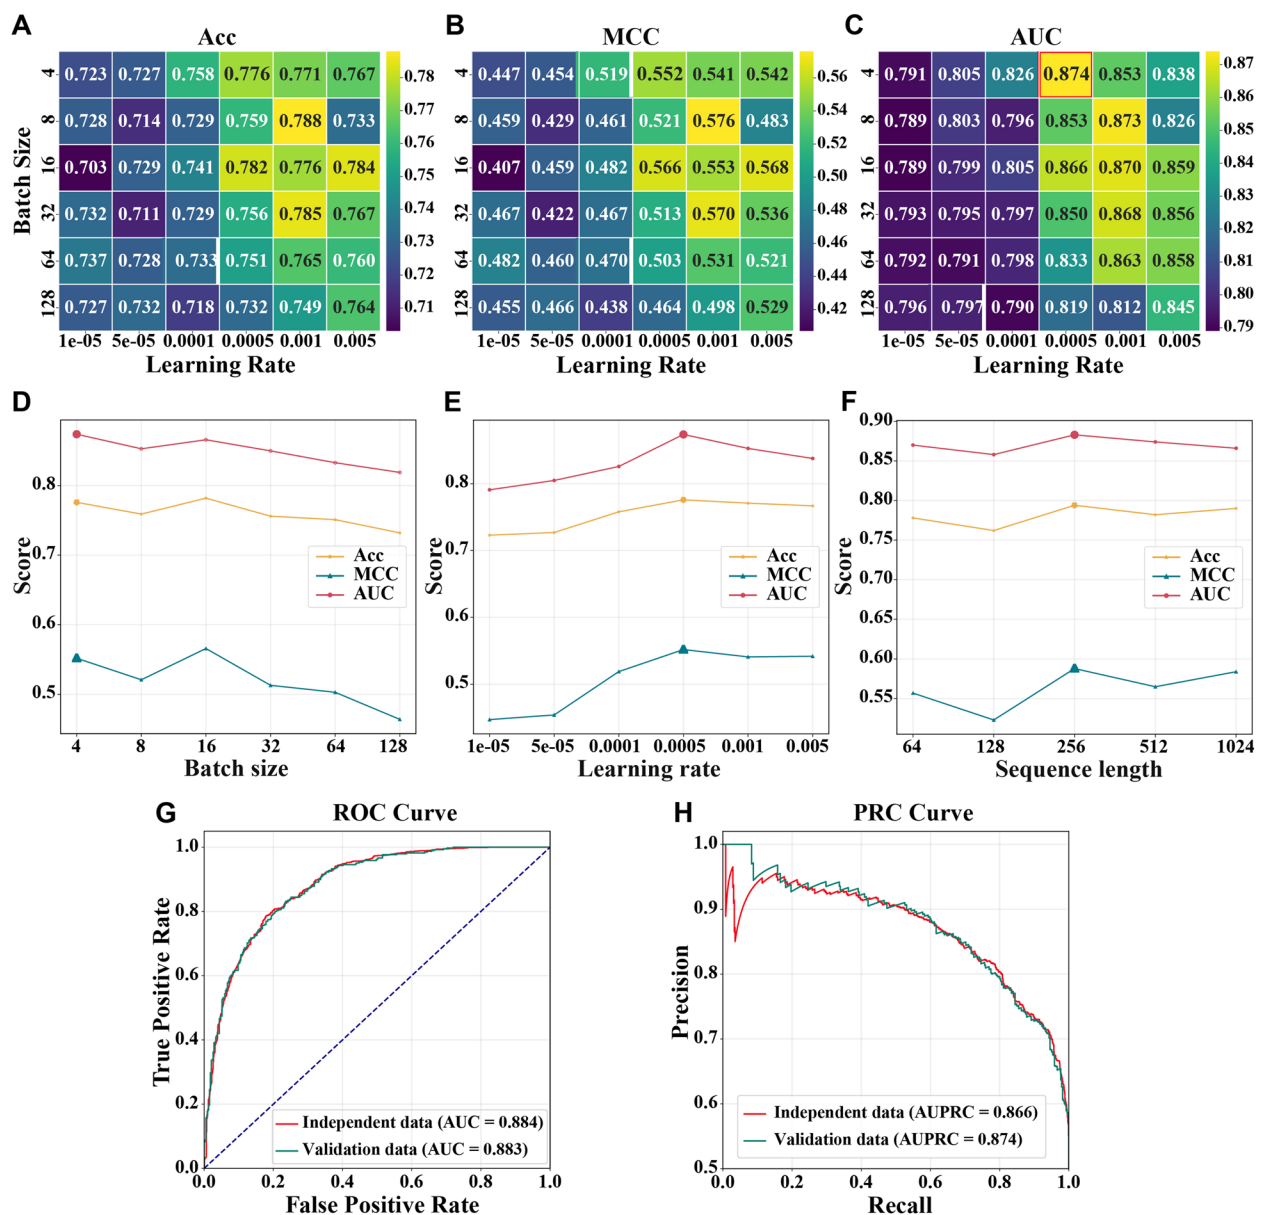 A
Acc
Batch Size
4
0.723 0.727 0.758 0.776 0.771 0.767
8
0.728 0.714 0.729 0.759 0.788 0.733
16
0.703 0.729 0.741 0.782 0.776 0.784
32
0.732 0.711 0.729 0.756 0.785 0.767
64
0.737 0.728 0.733 0.751 0.765 0.760
128
0.727 0.732 0.718 0.732 0.749 0.764
1e-05 5e-05 0.0001 0.0005 0.001 0.005
Learning Rate
0.78
0.77
0.76
0.75
0.74
0.73
0.72
0.71
B
MCC
4
0.447 0.454 0.519 0.552 0.541 0.542
8
0.459 0.429 0.461 0.521 0.576 0.483
16
0.407 0.459 0.482 0.566 0.553 0.568
32
0.467 0.422 0.467 0.513 0.570 0.536
64
0.482 0.460 0.470 0.503 0.531 0.521
128
0.455 0.466 0.438 0.464 0.498 0.529
1e-05 5e-05 0.0001 0.0005 0.001 0.005
Learning Rate
0.56
0.54
0.52
0.50
0.48
0.46
0.44
0.42
C
AUC
4
0.791 0.805 0.826 0.874 0.853 0.838
8
0.789 0.803 0.796 0.853 0.873 0.826
16
0.789 0.799 0.805 0.866 0.870 0.859
32
0.793 0.795 0.797 0.850 0.868 0.856
64
0.792 0.791 0.798 0.833 0.863 0.858
128
0.796 0.797 0.790 0.819 0.812 0.845
1e-05 5e-05 0.0001 0.0005 0.001 0.005
Learning Rate
0.87
0.86
0.85
0.84
0.83
0.82
0.81
0.80
0.79
D
Score
0.8
0.7
0.6
0.5
Acc
MCC
AUC
4 8 16 32 64 128
Batch size
E
Score
0.8
0.7
0.6
0.5
Acc
MCC
AUC
1e-05 5e-05 0.0001 0.0005 0.001 0.005
Learning rate
F
Score
0.90
0.85
0.80
0.75
0.70
0.65
0.60
0.55
Acc
MCC
AUC
64 128 256 512 1024
Sequence length
G
ROC Curve
True Positive Rate
1.0
0.8
0.6
0.4
0.2
0.0
Independent data (AUC = 0.884)
Validation data (AUC = 0.883)
0.0 0.2 0.4 0.6 0.8 1.0
False Positive Rate
H
PRC Curve
Precision
1.0
0.9
0.8
0.7
0.6
0.5
Independent data (AUPRC = 0.866)
Validation data (AUPRC = 0.874)
0.0 0.2 0.4 0.6 0.8 1.0
Recall